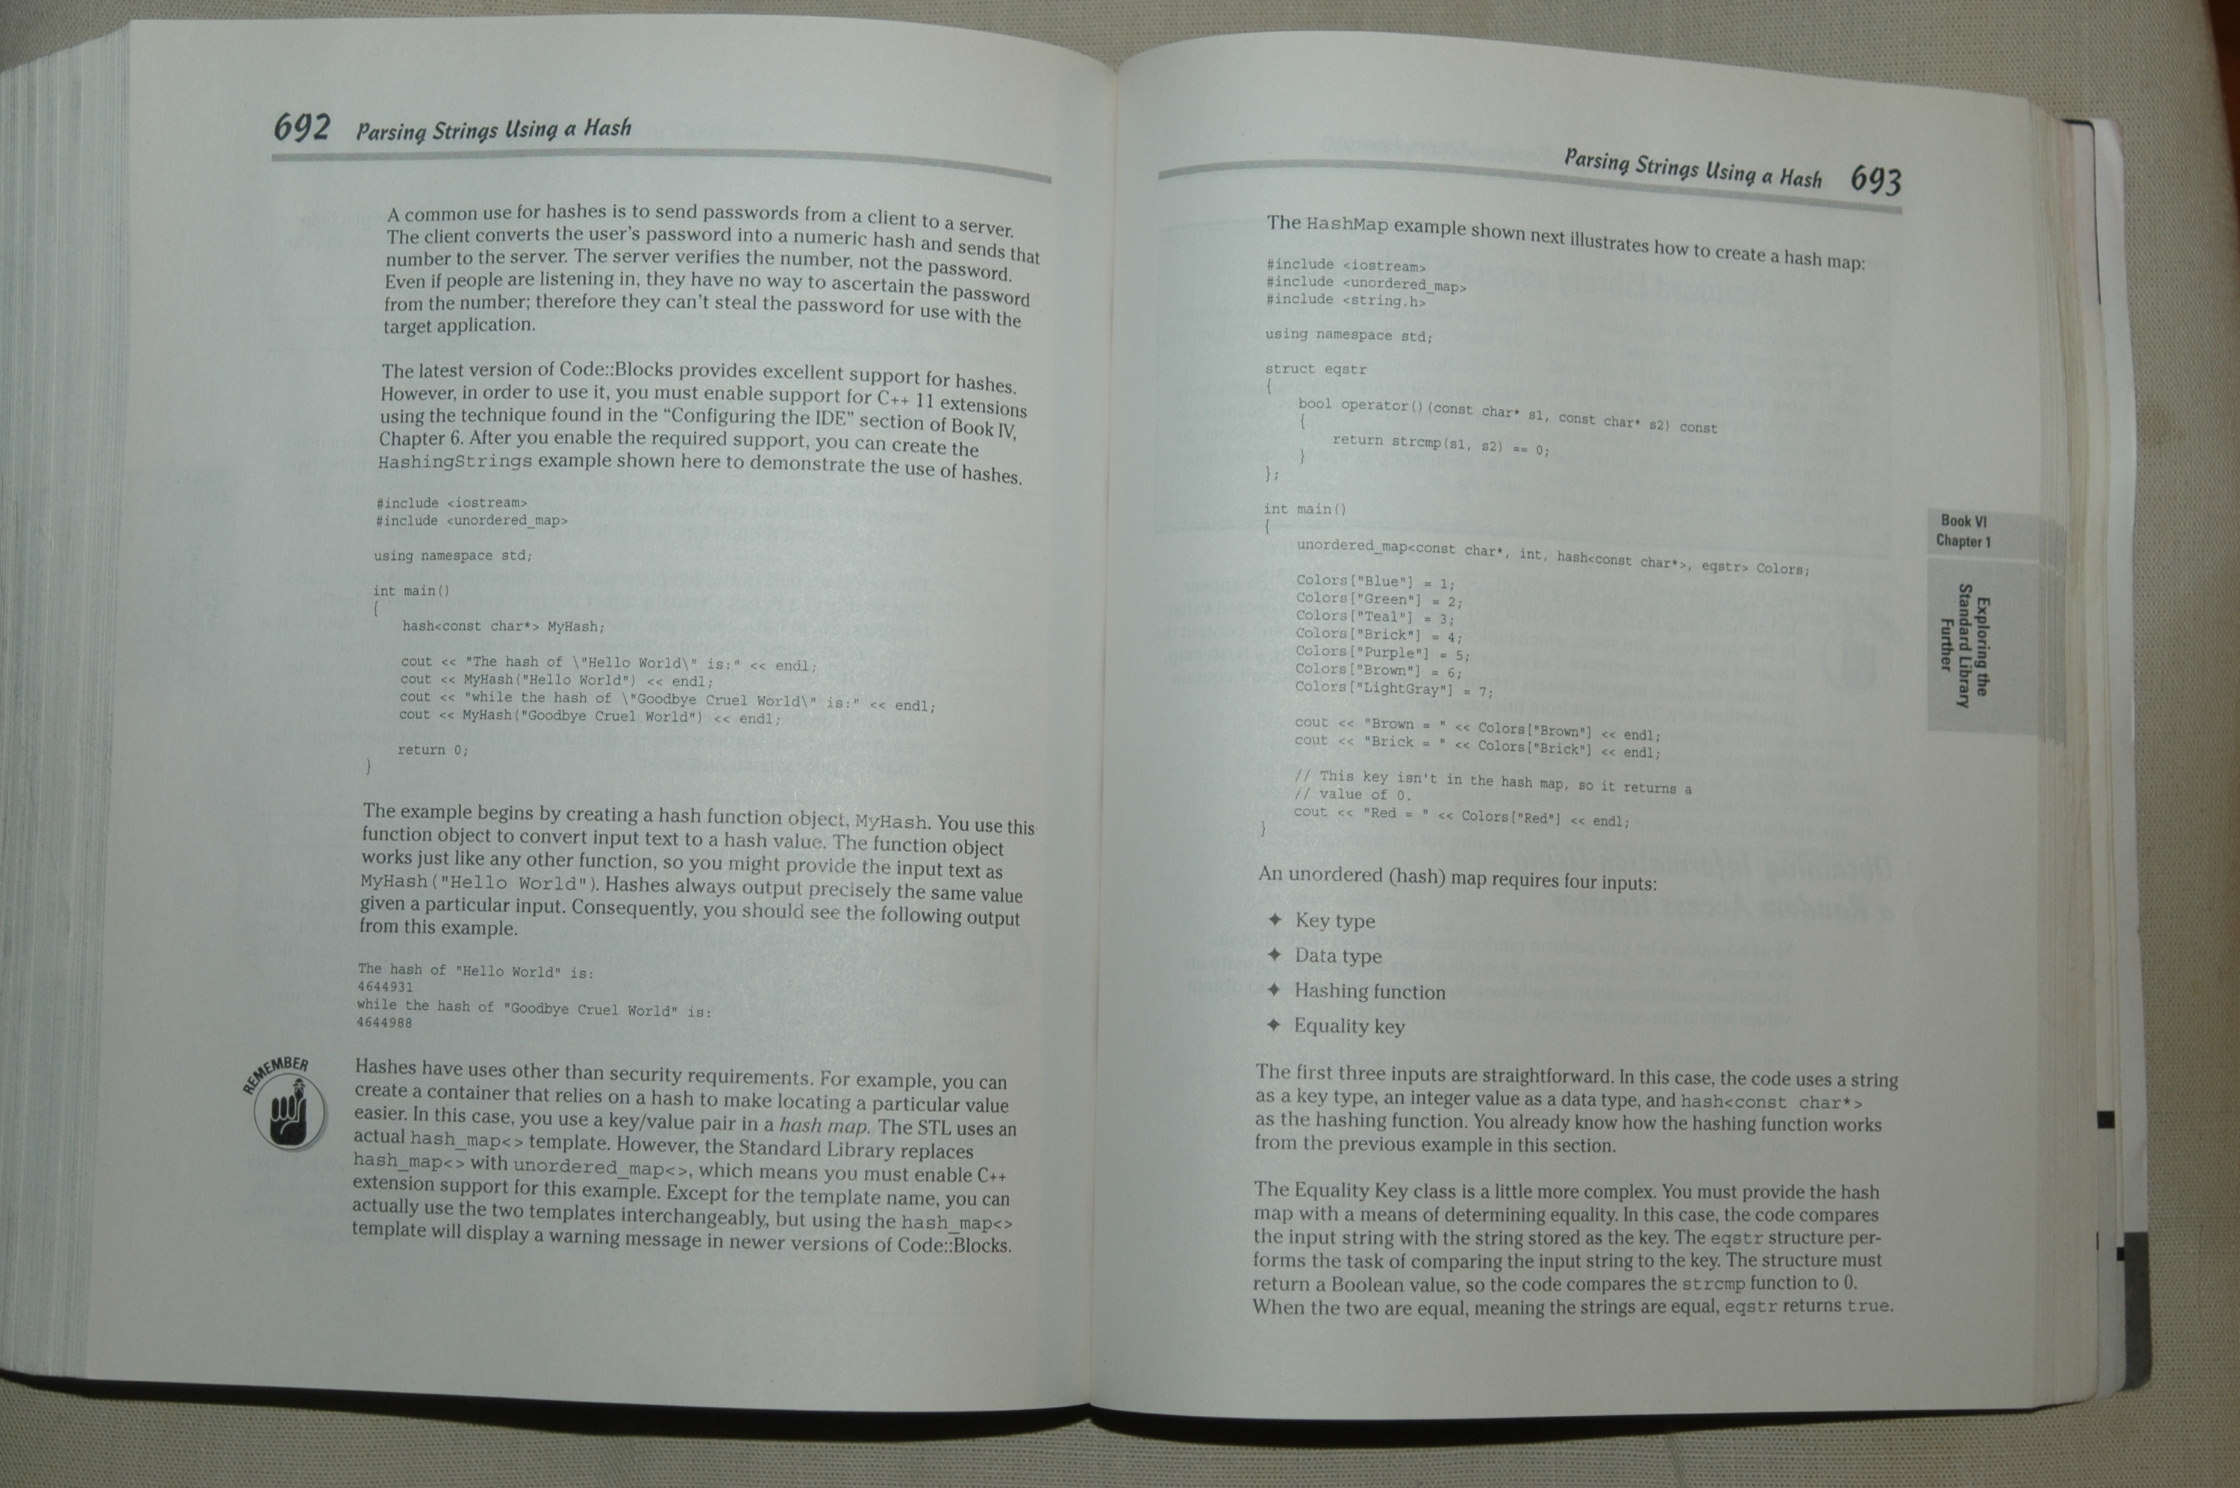 692 Parsing Strings Using a Hash
A common use for hashes is to send passwords from a client to a server.
The client converts the user's password into a numeric hash and sends that
number to the server. The server verifies the number, not the password.
Even if people are listening in, they have no way to ascertain the password
from the number; therefore they can't steal the password for use with the
target application.
The latest version of Code::Blocks provides excellent support for hashes.
However, in order to use it, you must enable support for C++ 11 extensions
using the technique found in the "Configuring the IDE" section of Book IV,
Chapter 6. After you enable the required support, you can create the
HashingStrings example shown here to demonstrate the use of hashes.
#include <iostream>
#include <unordered_map>
using namespace std;
int main()
{
hash<const char*> MyHash;
cout << "The hash of \"Hello World\" is:" << endl;
cout << MyHash("Hello World") << endl;
cout << "while the hash of \"Goodbye Cruel World\" is:" << endl;
cout << MyHash("Goodbye Cruel World") << endl;
return 0;
}
The example begins by creating a hash function object, MyHash. You use this
function object to convert input text to a hash value. The function object
works just like any other function, so you might provide the input text as
MyHash("Hello World"). Hashes always output precisely the same value
given a particular input. Consequently, you should see the following output
from this example.
The hash of "Hello World" is:
4644931
while the hash of "Goodbye Cruel World" is:
4644988
REMEMBER
Hashes have uses other than security requirements. For example, you can
create a container that relies on a hash to make locating a particular value
easier. In this case, you use a key/value pair in a hash map. The STL uses an
actual hash_map<> template. However, the Standard Library replaces
hash_map<> with unordered_map<>, which means you must enable C++
extension support for this example. Except for the template name, you can
actually use the two templates interchangeably, but using the hash_map<>
template will display a warning message in newer versions of Code::Blocks.
Parsing Strings Using a Hash 693
The HashMap example shown next illustrates how to create a hash map:
#include <iostream>
#include <unordered_map>
#include <string.h>
using namespace std;
struct eqstr
{
bool operator()(const char* s1, const char* s2) const
{
return strcmp(s1, s2) == 0;
}
};
int main()
{
unordered_map<const char*, int, hash<const char*>, eqstr> Colors;
Colors["Blue"] = 1;
Colors["Green"] = 2;
Colors["Teal"] = 3;
Colors["Brick"] = 4;
Colors["Purple"] = 5;
Colors["Brown"] = 6;
Colors["LightGray"] = 7;
cout << "Brown = " << Colors["Brown"] << endl;
cout << "Brick = " << Colors["Brick"] << endl;
// This key isn't in the hash map, so it returns a
// value of 0.
cout << "Red = " << Colors["Red"] << endl;
}
An unordered (hash) map requires four inputs:
✦ Key type
✦ Data type
✦ Hashing function
✦ Equality key
The first three inputs are straightforward. In this case, the code uses a string
as a key type, an integer value as a data type, and hash<const char*>
as the hashing function. You already know how the hashing function works
from the previous example in this section.
The Equality Key class is a little more complex. You must provide the hash
map with a means of determining equality. In this case, the code compares
the input string with the string stored as the key. The eqstr structure per-
forms the task of comparing the input string to the key. The structure must
return a Boolean value, so the code compares the strcmp function to 0.
When the two are equal, meaning the strings are equal, eqstr returns true.
Book VI
Chapter 1
Exploring the
Standard Library
Further